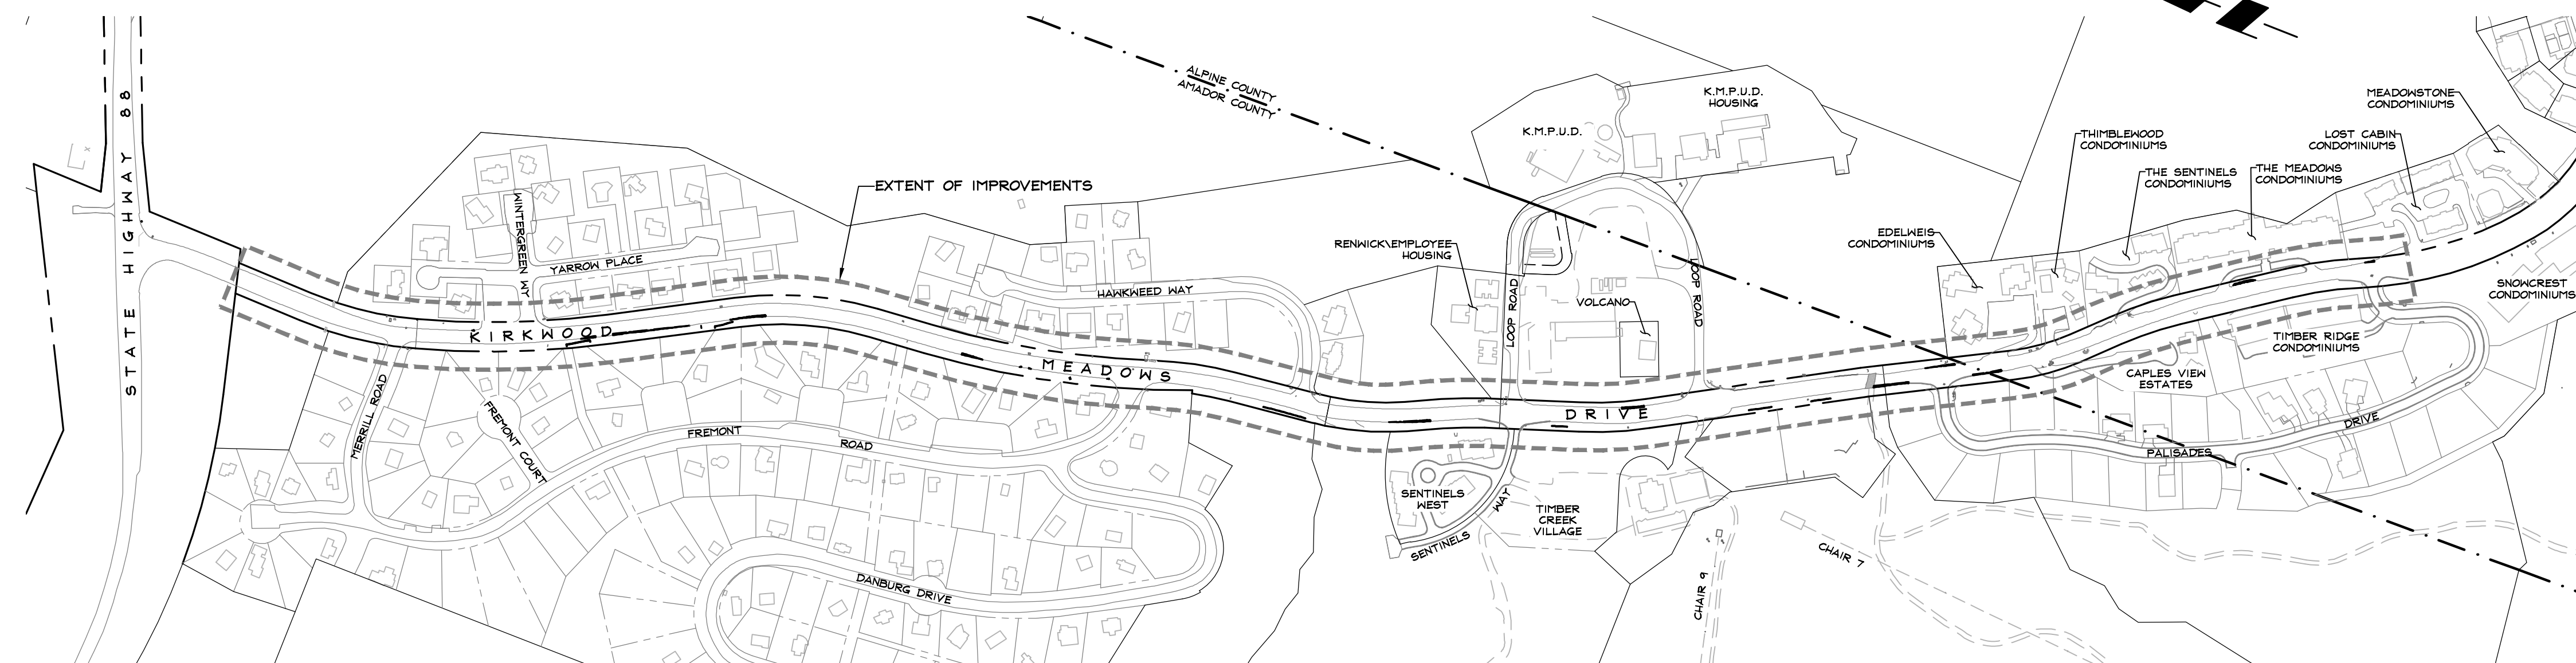 STATE HIGHWAY 88
ALPINE COUNTY
AMADOR COUNTY
K.M.P.U.D.
HOUSING
K.M.P.U.D.
MEADOWSTONE
CONDOMINIUMS
THIMBLEWOOD
CONDOMINIUMS
LOST CABIN
CONDOMINIUMS
THE SENTINELS
CONDOMINIUMS
THE MEADOWS
CONDOMINIUMS
EXTENT OF IMPROVEMENTS
WINTERGREEN WY
YARROW PLACE
RENWICK\EMPLOYEE
HOUSING
EDELWEIS
CONDOMINIUMS
HAWKWEED WAY
LOOP ROAD
LOOP ROAD
VOLCANO
SNOWCREST
CONDOMINIUMS
KIRKWOOD
MEADOWS
DRIVE
TIMBER RIDGE
CONDOMINIUMS
CAPLES VIEW
ESTATES
MERRILL ROAD
FREMONT COURT
FREMONT
ROAD
PALISADES
DRIVE
SENTINELS
WEST
SENTINELS
WAY
TIMBER
CREEK
VILLAGE
CHAIR 7
CHAIR 9
DANBURG DRIVE